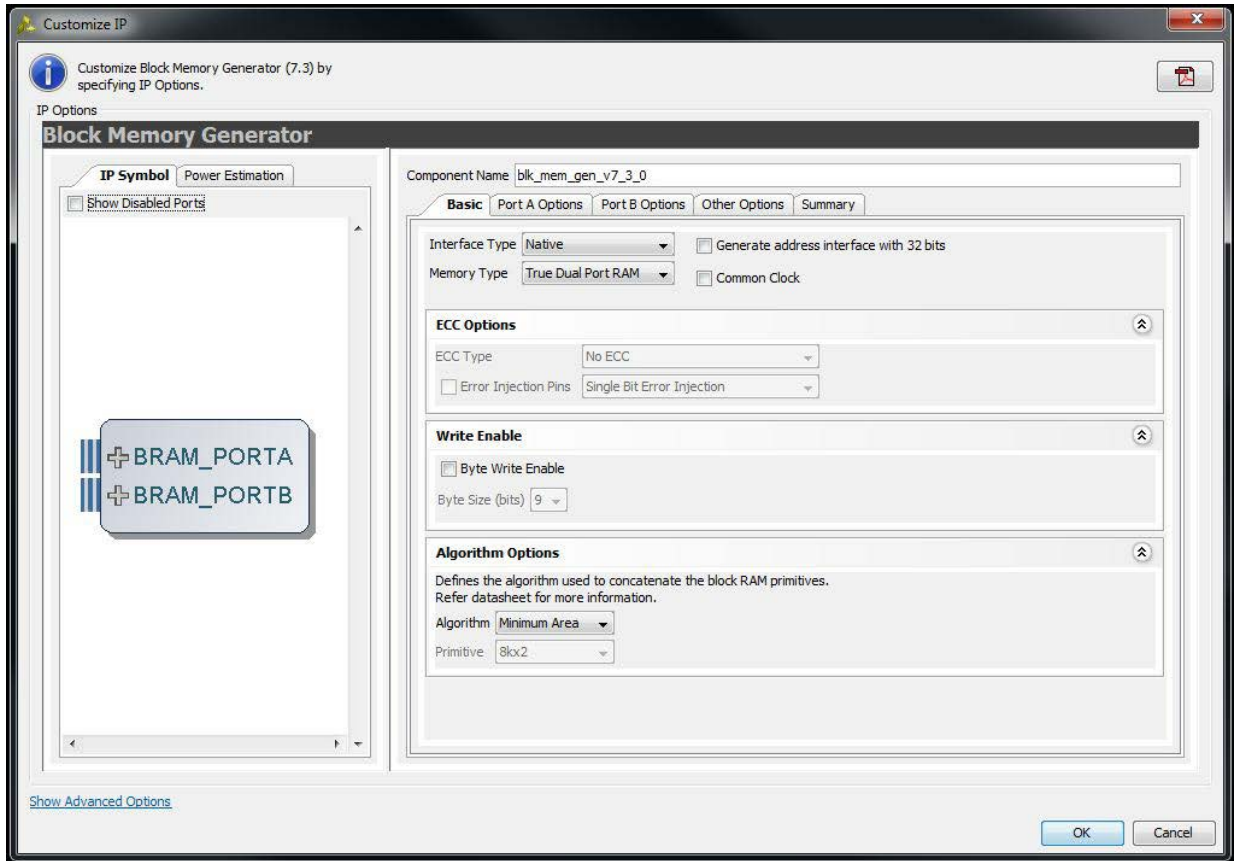 Customize IP
Customize Block Memory Generator (7.3) by
specifying IP Options.
IP Options
Block Memory Generator
IP Symbol
Power Estimation
Show Disabled Ports
BRAM_PORTA
BRAM_PORTB
Component Name blk_mem_gen_v7_3_0
Basic
Port A Options
Port B Options
Other Options
Summary
Interface Type Native
Generate address interface with 32 bits
Memory Type True Dual Port RAM
Common Clock
ECC Options
ECC Type No ECC
Error Injection Pins Single Bit Error Injection
Write Enable
Byte Write Enable
Byte Size (bits) 9
Algorithm Options
Defines the algorithm used to concatenate the block RAM primitives.
Refer datasheet for more information.
Algorithm Minimum Area
Primitive 8kx2
Show Advanced Options
OK
Cancel